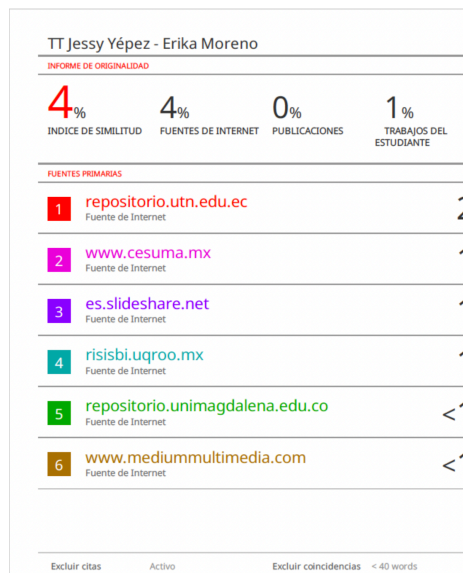 TT Jessy Yépez - Erika Moreno
INFORME DE ORIGINALIDAD
4% 4% 0% 1%
INDICE DE SIMILITUD FUENTES DE INTERNET PUBLICACIONES TRABAJOS DEL
ESTUDIANTE
FUENTES PRIMARIAS
1 repositorio.utn.edu.ec
Fuente de Internet
2 www.cesuma.mx
Fuente de Internet
3 es.slideshare.net
Fuente de Internet
4 risisbi.uqroo.mx
Fuente de Internet
5 repositorio.unimagdalena.edu.co <
Fuente de Internet
6 www.mediummultimedia.com <
Fuente de Internet
Excluir citas Activo Excluir coincidencias < 40 words